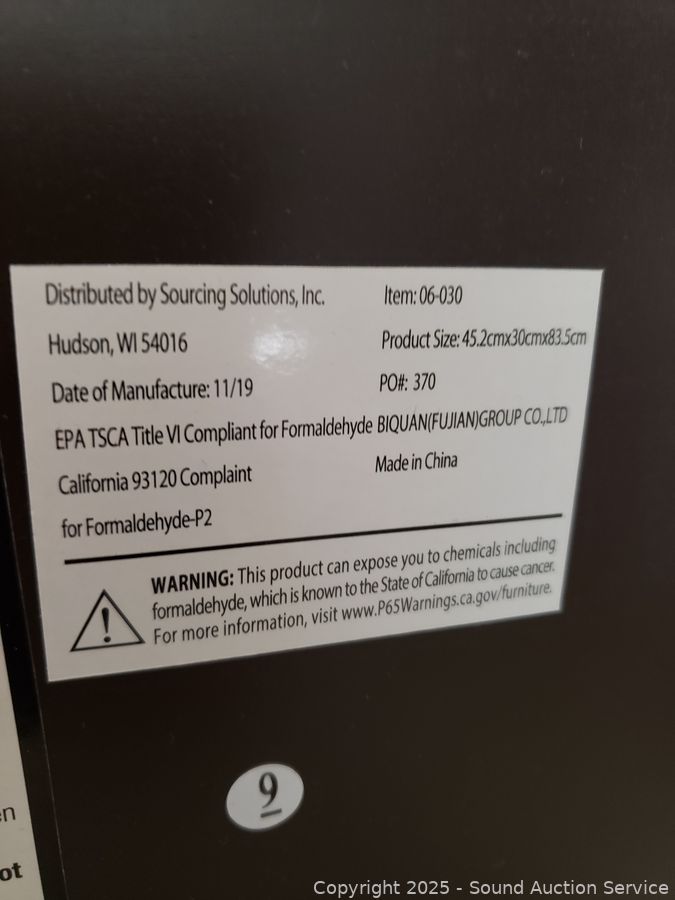 Distributed by Sourcing Solutions, Inc.
Hudson, WI 54016
Date of Manufacture: 11/19
EPA TSCA Title VI Compliant for Formaldehyde
California 93120 Complaint
for Formaldehyde-P2
Item: 06-030
Product Size: 45.2cmx30cmx83.5cm
PO#: 370
BIQUAN(FUJIAN)GROUP CO.,LTD
Made in China
WARNING: This product can expose you to chemicals including
formaldehyde, which is known to the State of California to cause cancer.
For more information, visit www.P65Warnings.ca.gov/furniture.
9
en
ot
Copyright 2025 - Sound Auction Service